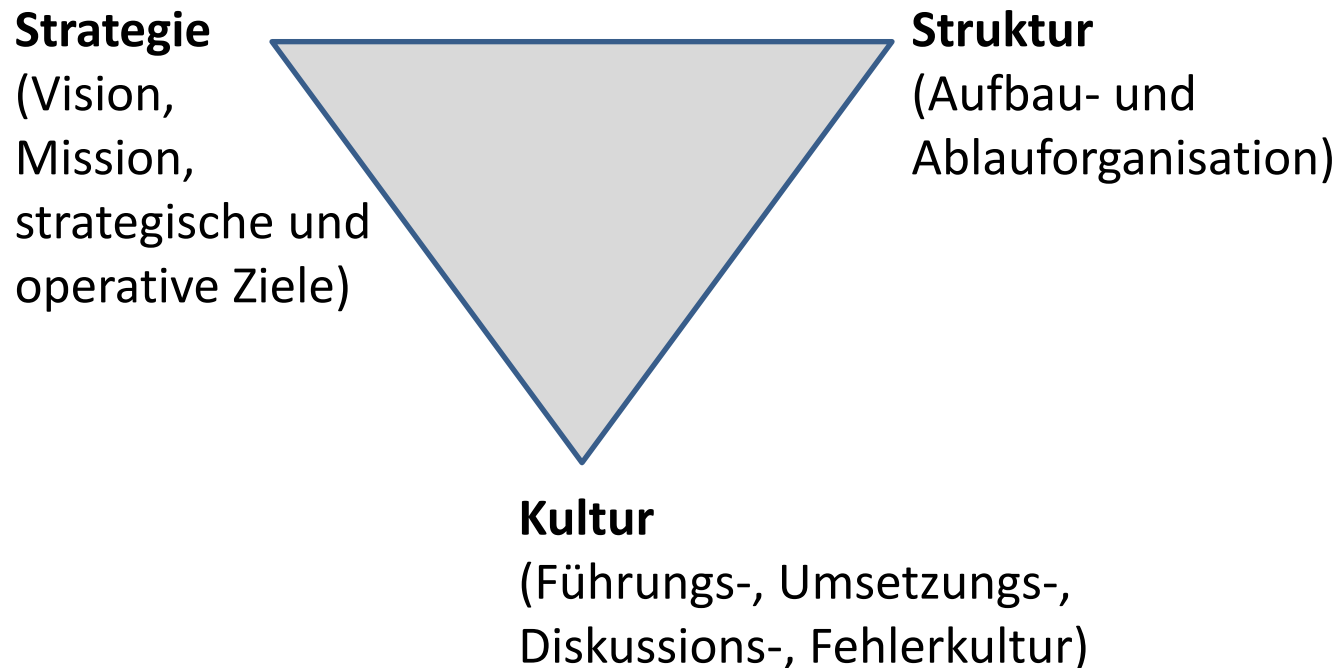 Strategie
(Vision,
Mission,
strategische und
operative Ziele)
Struktur
(Aufbau- und
Ablauforganisation)
Kultur
(Führungs-, Umsetzungs-,
Diskussions-, Fehlerkultur)